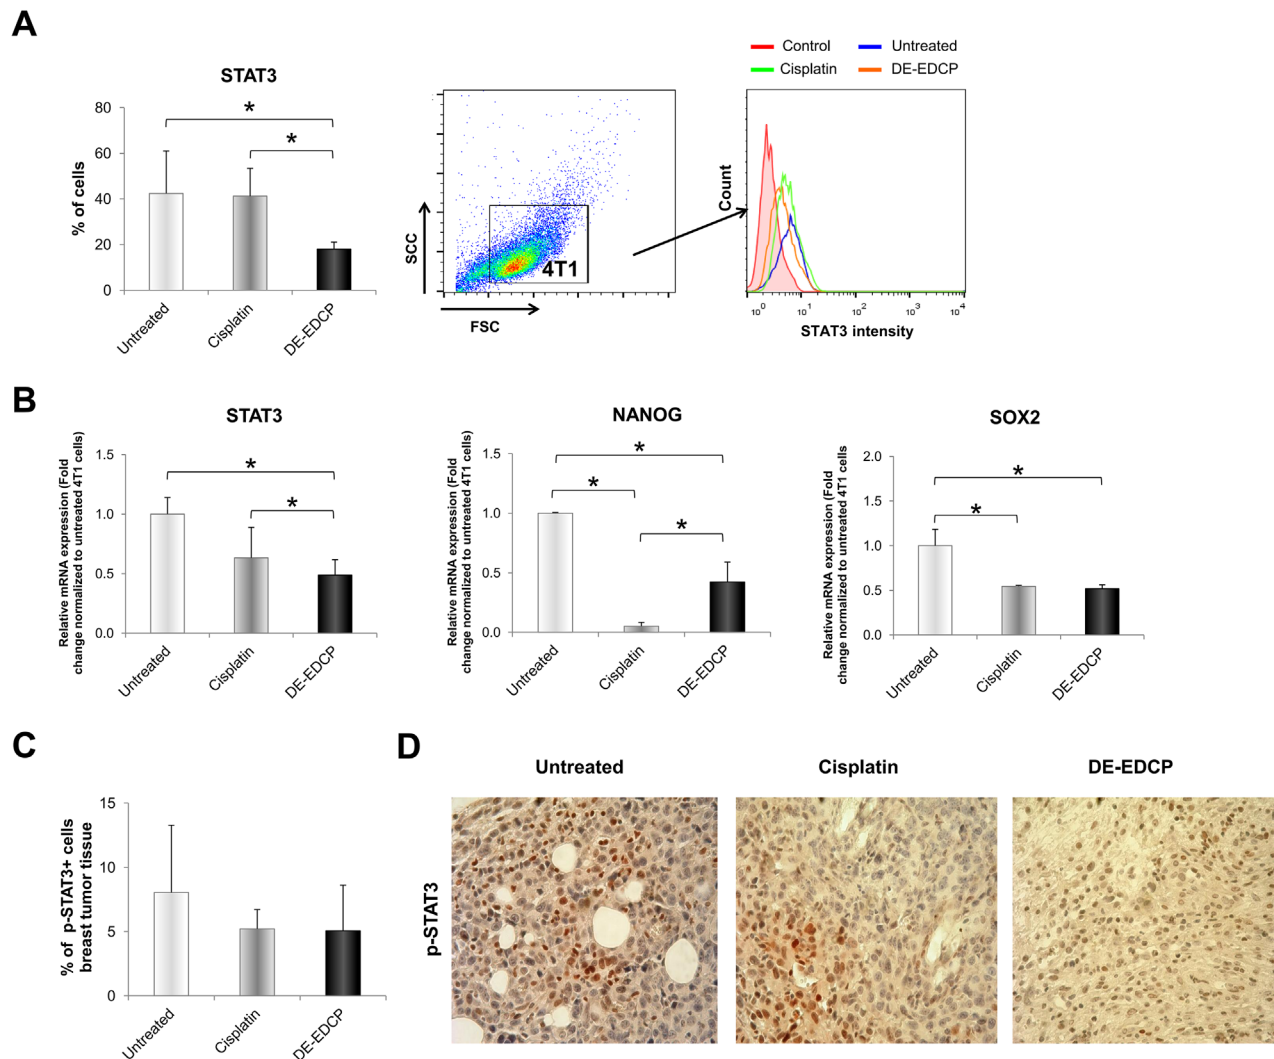 A
Control
Untreated
Cisplatin
DE-EDCP
STAT3
% of cells
80
60
40
20
0
Untreated
Cisplatin
DE-EDCP
SCC
FSC
4T1
Count
10⁰
10¹
10²
10³
10⁴
STAT3 intensity
B
STAT3
Relative mRNA expression (Fold
change normalized to untreated 4T1 cells)
1.5
1.0
0.5
0.0
*
*
Untreated
Cisplatin
DE-EDCP
NANOG
Relative mRNA expression (Fold
change normalized to untreated 4T1 cells)
1.5
1.0
0.5
0.0
*
*
*
Untreated
Cisplatin
DE-EDCP
SOX2
Relative mRNA expression (Fold
change normalized to untreated 4T1 cells
2.0
1.5
1.0
0.5
0.0
*
*
Untreated
Cisplatin
DE-EDCP
C
% of p-STAT3+ cells
breast tumor tissue
15
10
5
0
Untreated
Cisplatin
DE-EDCP
D
Untreated
Cisplatin
DE-EDCP
p-STAT3